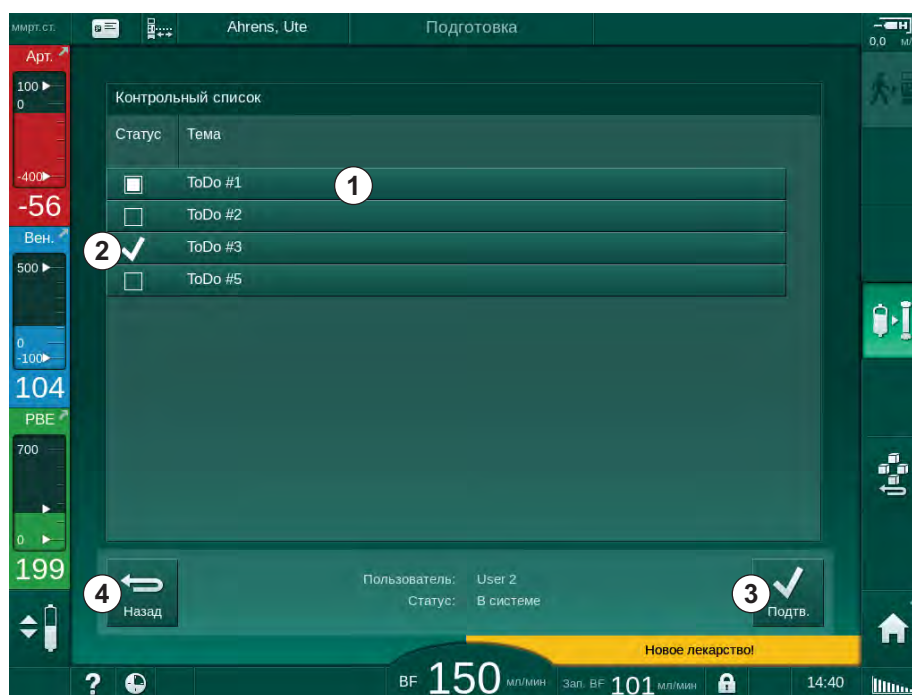 ммрт.ст. Ahrens, Ute Подготовка
0,0
Арт.
100
0
-400
-56
Вен.
500
0
-100
104
PBE
700
0
199
Контрольный список
Статус Тема
ToDo #1 1
ToDo #2
2 ToDo #3
ToDo #5
4 Назад
Пользователь: User 2
Статус: В системе
3 Подтв.
Новое лекарство!
? BF 150 мл/мин Зап. BF 101 мл/мин 14:40